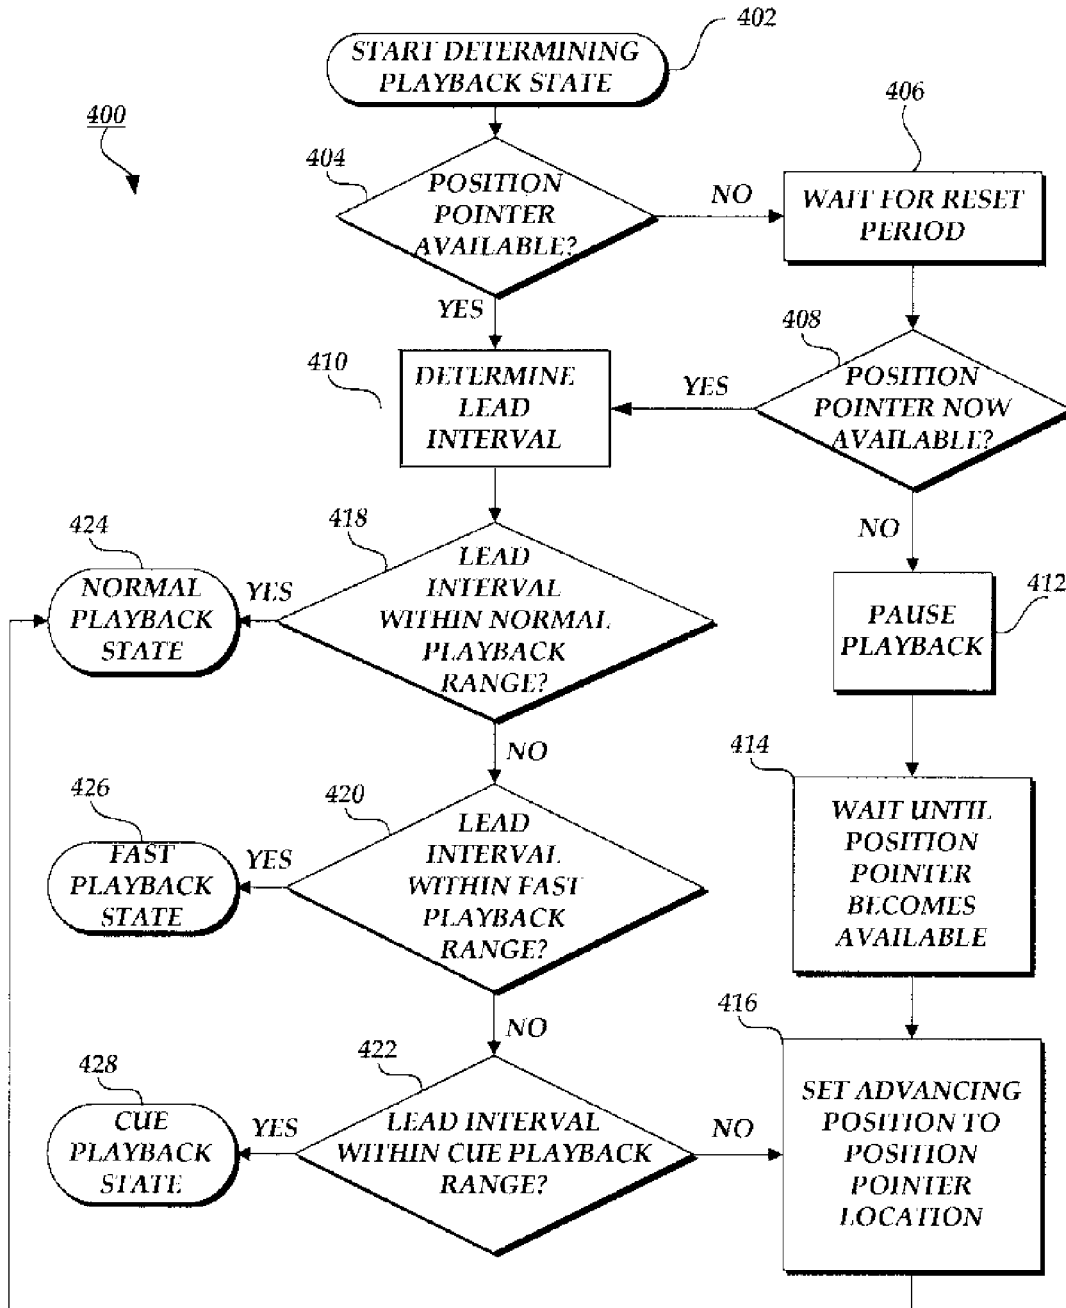 402
START DETERMINING
PLAYBACK STATE
400
404
POSITION
POINTER
AVAILABLE?
NO
406
WAIT FOR RESET
PERIOD
YES
408
POSITION
POINTER NOW
AVAILABLE?
YES
410
DETERMINE
LEAD
INTERVAL
NO
412
PAUSE
PLAYBACK
418
LEAD
INTERVAL
WITHIN NORMAL
PLAYBACK
RANGE?
YES
424
NORMAL
PLAYBACK
STATE
NO
414
WAIT UNTIL
POSITION
POINTER
BECOMES
AVAILABLE
420
LEAD
INTERVAL
WITHIN FAST
PLAYBACK
RANGE?
YES
426
FAST
PLAYBACK
STATE
NO
422
LEAD INTERVAL
WITHIN CUE PLAYBACK
RANGE?
YES
428
CUE
PLAYBACK
STATE
NO
416
SET ADVANCING
POSITION TO
POSITION
POINTER
LOCATION